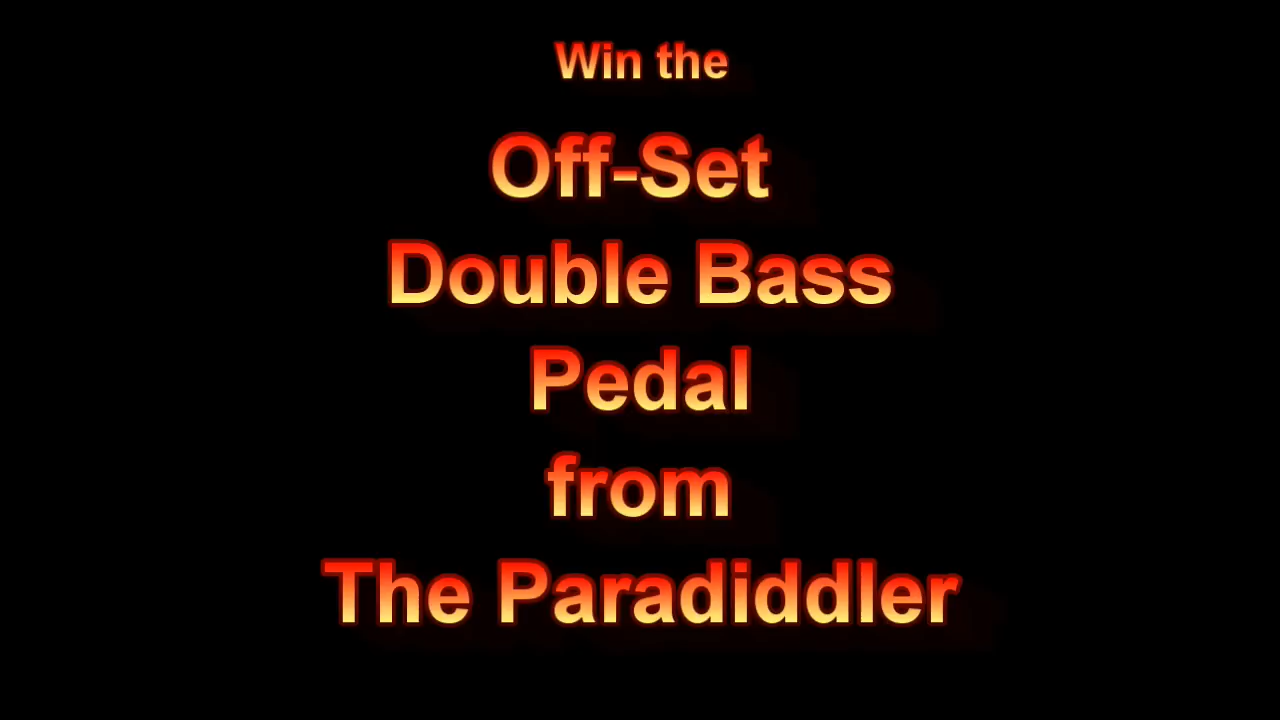 Win the
Off-Set
Double Bass
Pedal
from
The Paradiddler